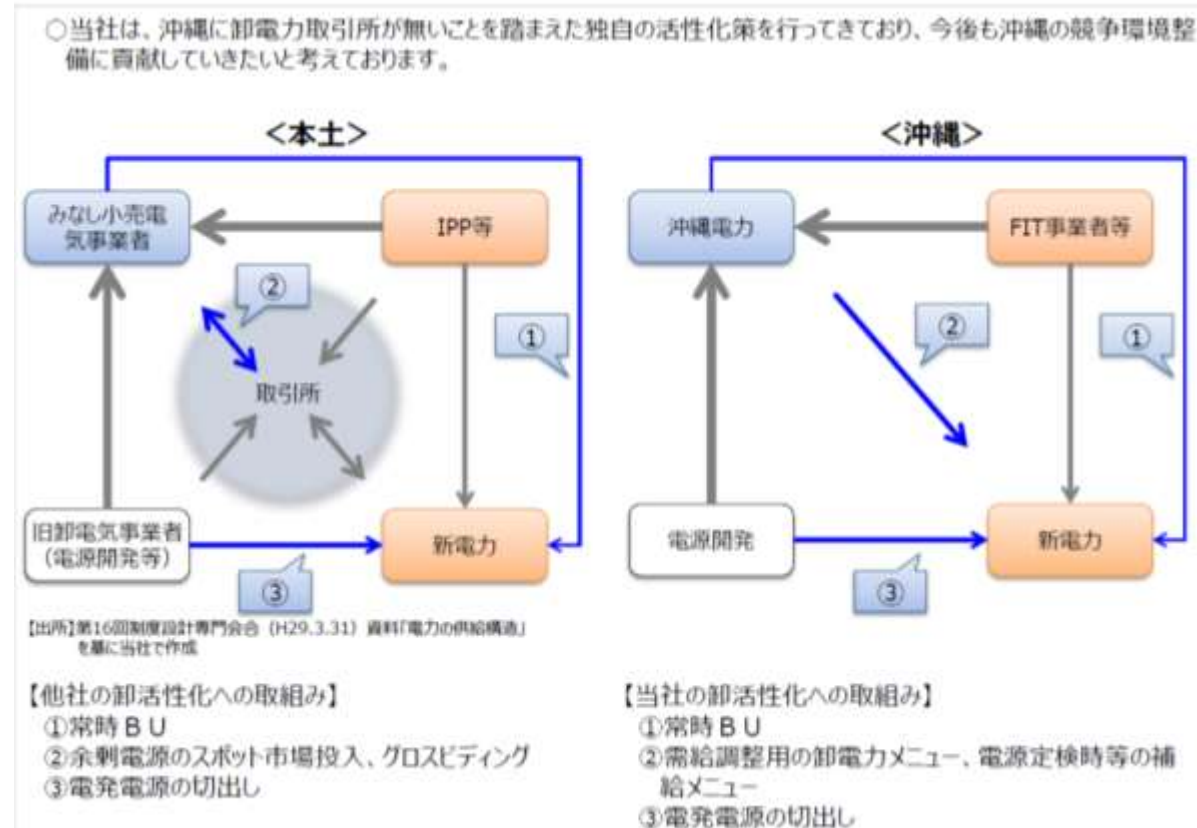 ○当社は、沖縄に卸電力取引所が無いことを踏まえた独自の活性化策を行ってきており、今後も沖縄の競争環境整
備に貢献していきたいと考えております。
<本土>
みなし小売電
気事業者
IPP等
②
①
取引所
旧卸電気事業者
（電源開発等）
新電力
③
【出所】第16回制度設計専門会合（H29.3.31）資料「電力の供給構造」
を基に当社で作成
【他社の卸活性化への取組み】
①常時ＢＵ
②余剰電源のスポット市場投入、グロスビディング
③電発電源の切出し
<沖縄>
沖縄電力
FIT事業者等
②
①
電源開発
新電力
③
【当社の卸活性化への取組み】
①常時ＢＵ
②需給調整用の卸電力メニュー、電源定検時等の補
給メニュー
③電発電源の切出し